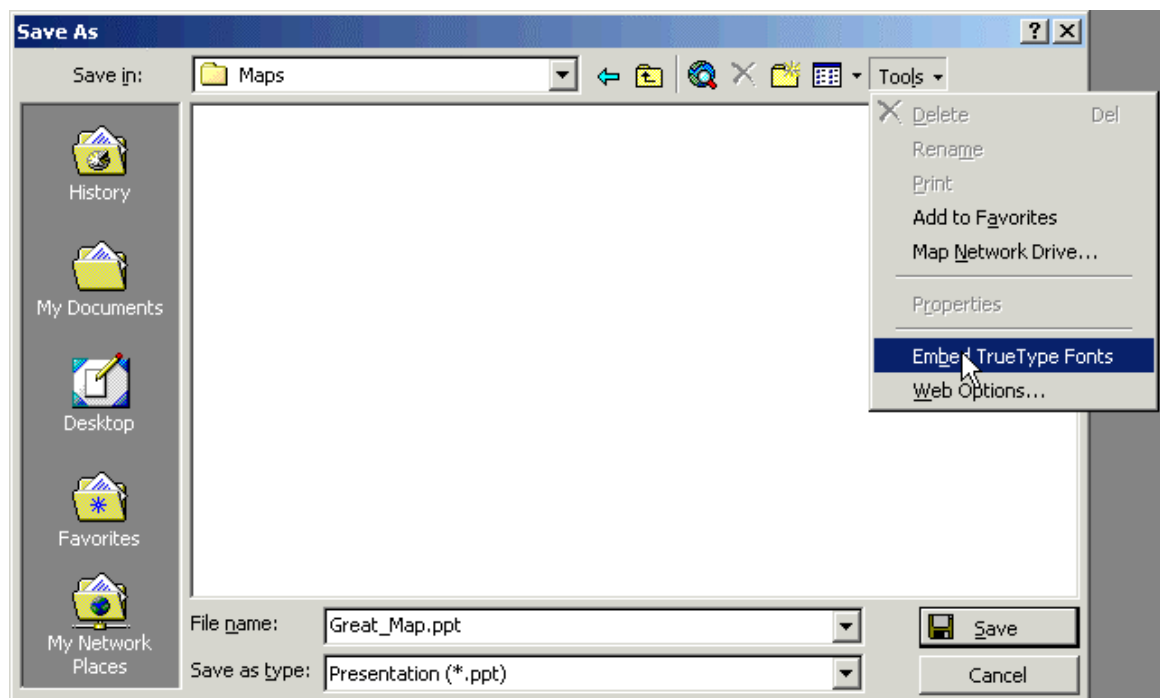 Save As
Save in:
Maps
Tools
Delete Del
Rename
Print
Add to Favorites
Map Network Drive...
Properties
Embed TrueType Fonts
Web Options...
History
My Documents
Desktop
Favorites
My Network
Places
File name:
Great_Map.ppt
Save
Save as type:
Presentation (*.ppt)
Cancel